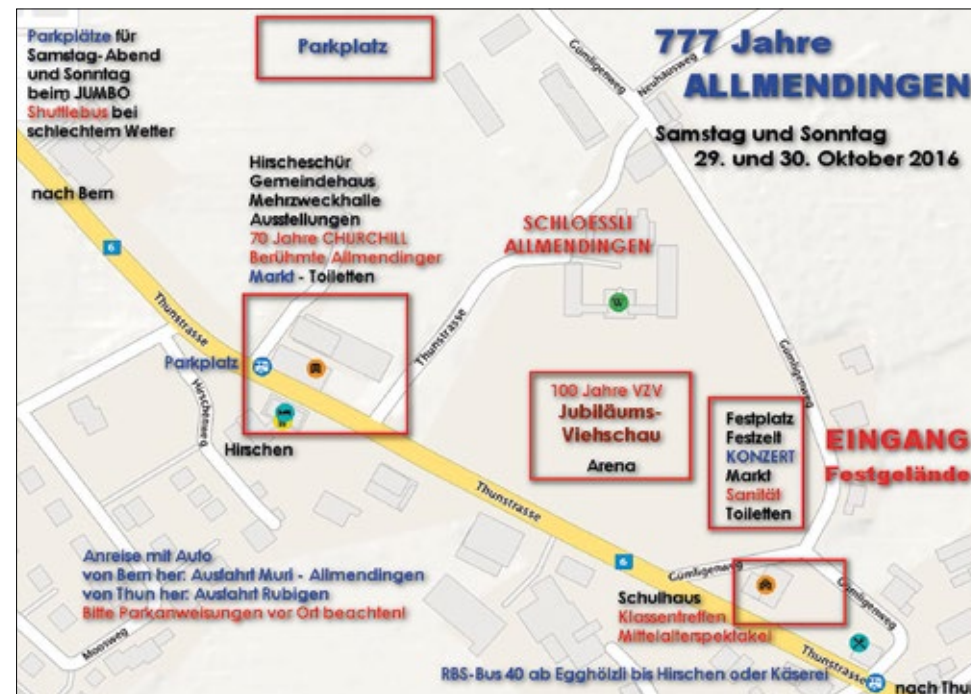 Parkplätze für
Samstag-Abend
und Sonntag
beim JUMBO
Shuttlebus bei
schlechtem Wetter
Parkplatz
777 Jahre
ALLMENDINGEN
Samstag und Sonntag
29. und 30. Oktober 2016
Gümligenweg
Neuhausweg
nach Bern
6
Thunstrasse
Hirscheschür
Gemeindehaus
Mehrzweckhalle
Ausstellungen
70 Jahre CHURCHILL
Berühmte Allmendinger
Markt - Toiletten
SCHLOESSLI
ALLMENDINGEN
W
Thunstrasse
Gümligenweg
Parkplatz
Hirschenweg
Hirschen
100 Jahre VZV
Jubiläums-
Viehschau
Arena
Festplatz
Festzelt
KONZERT
Markt
Sanität
Toiletten
EINGANG
Festgelände
Thunstrasse
6
Gümligenweg
Anreise mit Auto
von Bern her: Ausfahrt Muri - Allmendingen
von Thun her: Ausfahrt Rubigen
Bitte Parkanweisungen vor Ort beachten!
Schulhaus
Klassentreffen
Mittelalterspektakel
Gümligenweg
Moosweg
Thunstrasse
RBS-Bus 40 ab Egghölzli bis Hirschen oder Käserei
nach Thu